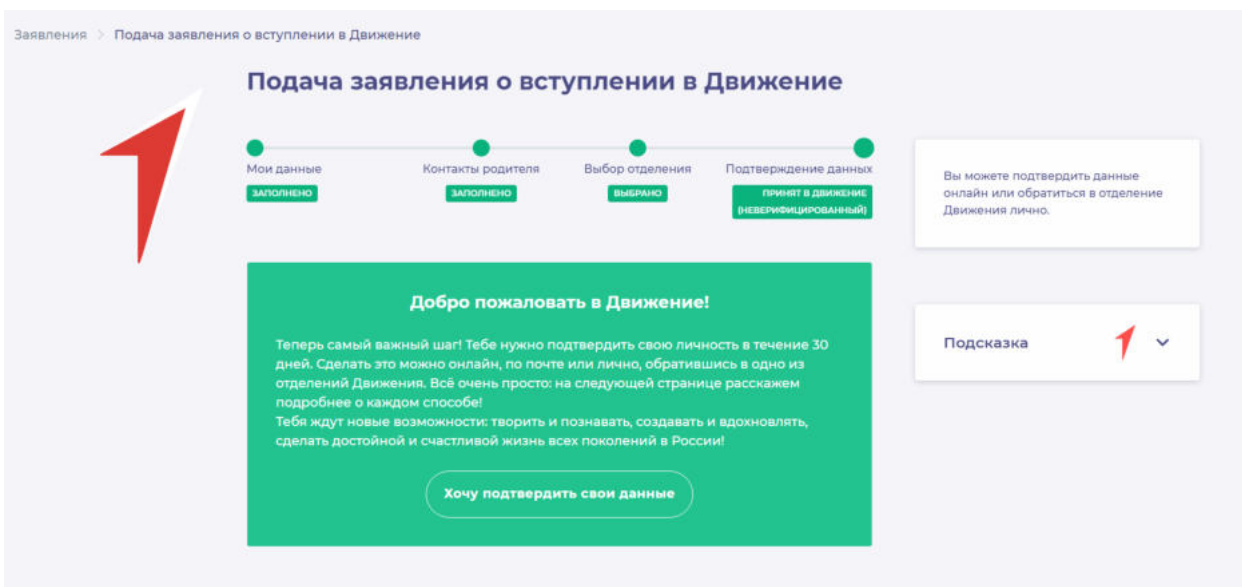 Заявления > Подача заявления о вступлении в Движение
Подача заявления о вступлении в Движение
Мои данные
ЗАПОЛНЕНО
Контакты родителя
ЗАПОЛНЕНО
Выбор отделения
ВЫБРАНО
Подтверждение данных
ПРИНЯТ В ДВИЖЕНИЕ
(НЕВЕРИФИЦИРОВАННЫЙ)
Добро пожаловать в Движение!
Теперь самый важный шаг! Тебе нужно подтвердить свою личность в течение 30
дней. Сделать это можно онлайн, по почте или лично, обратившись в одно из
отделений Движения. Всё очень просто: на следующей странице расскажем
подробнее о каждом способе!
Тебя ждут новые возможности: творить и познавать, создавать и вдохновлять,
сделать достойной и счастливой жизнь всех поколений в России!
Хочу подтвердить свои данные
Вы можете подтвердить данные
онлайн или обратиться в отделение
Движения лично.
Подсказка